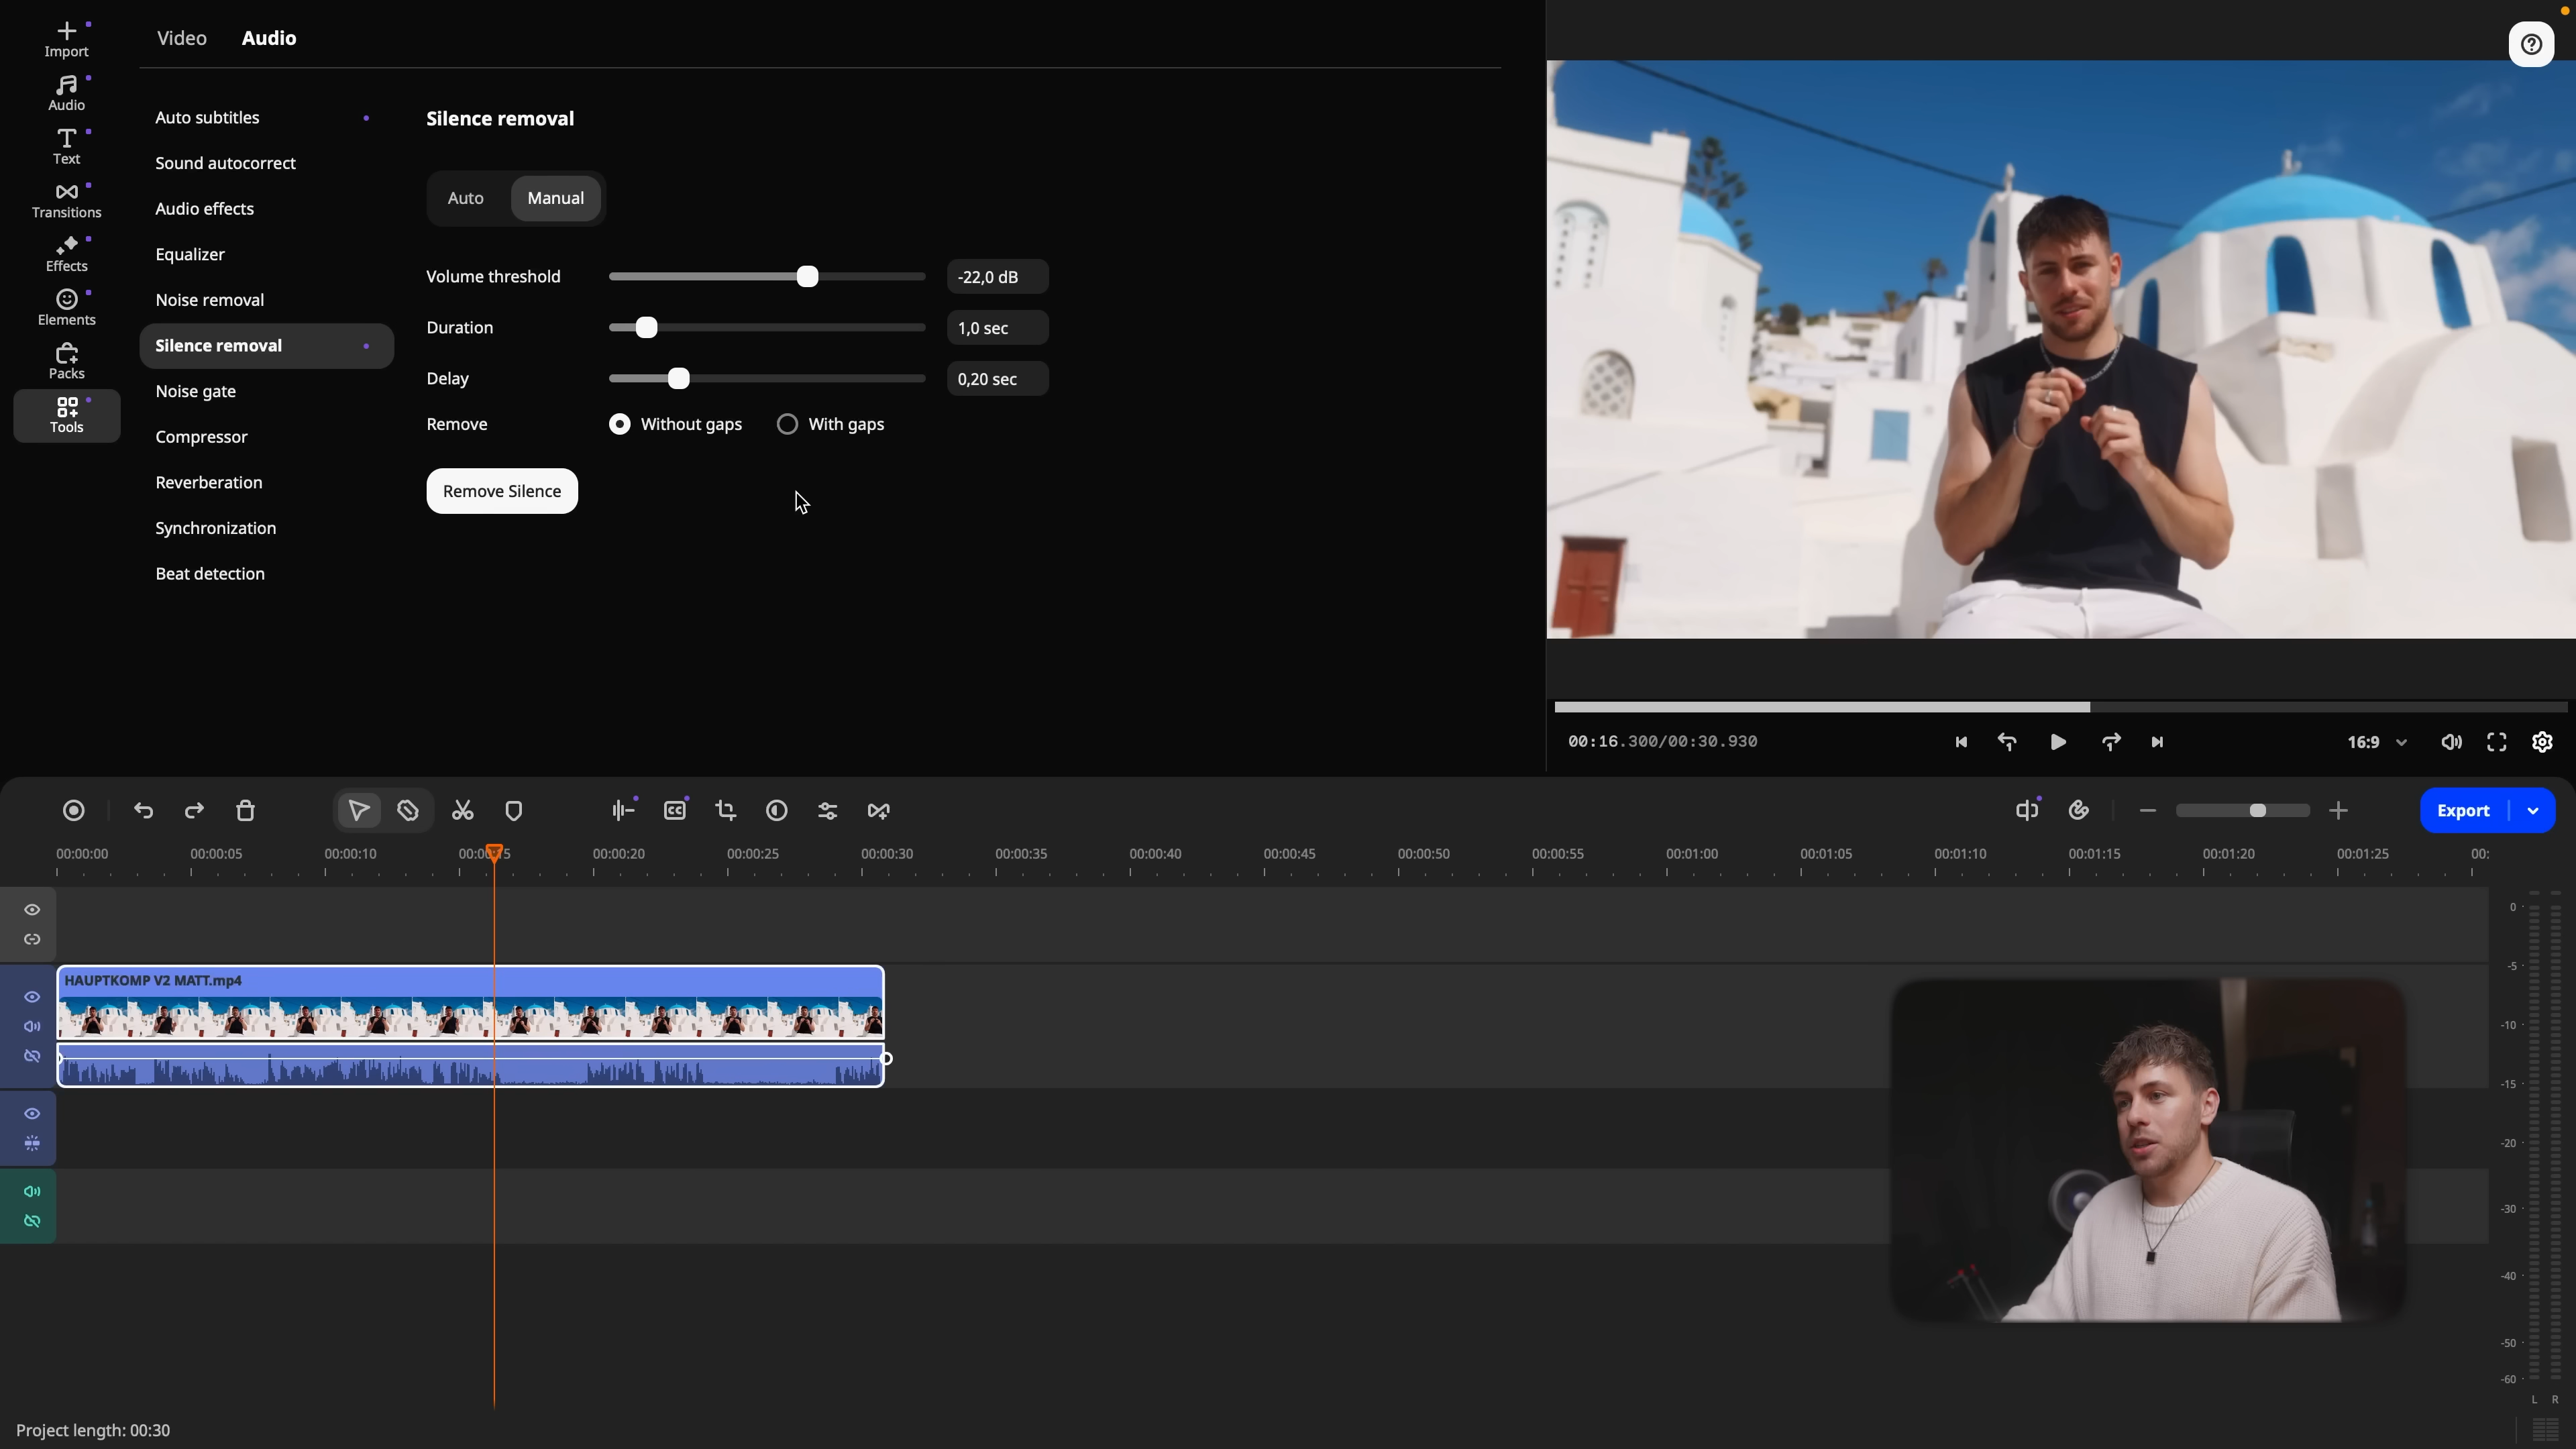 Import
Audio
Text
Transitions
Effects
Elements
Packs
Tools
Video Audio
Auto subtitles
Sound autocorrect
Audio effects
Equalizer
Noise removal
Silence removal
Noise gate
Compressor
Reverberation
Synchronization
Beat detection
Silence removal
Auto Manual
Volume threshold -22,0 dB
Duration 1,0 sec
Delay 0,20 sec
Remove Without gaps With gaps
Remove Silence
00:16.300/00:30.930
16:9
CC
Export
00:00:00 00:00:05 00:00:10 00:00:15 00:00:20 00:00:25 00:00:30 00:00:35 00:00:40 00:00:45 00:00:50 00:00:55 00:01:00 00:01:05 00:01:10 00:01:15 00:01:20 00:01:25 00:
HAUPTKOMP V2 MATT.mp4
0
-5
-10
-15
-20
-30
-40
-50
-60
L R
Project length: 00:30